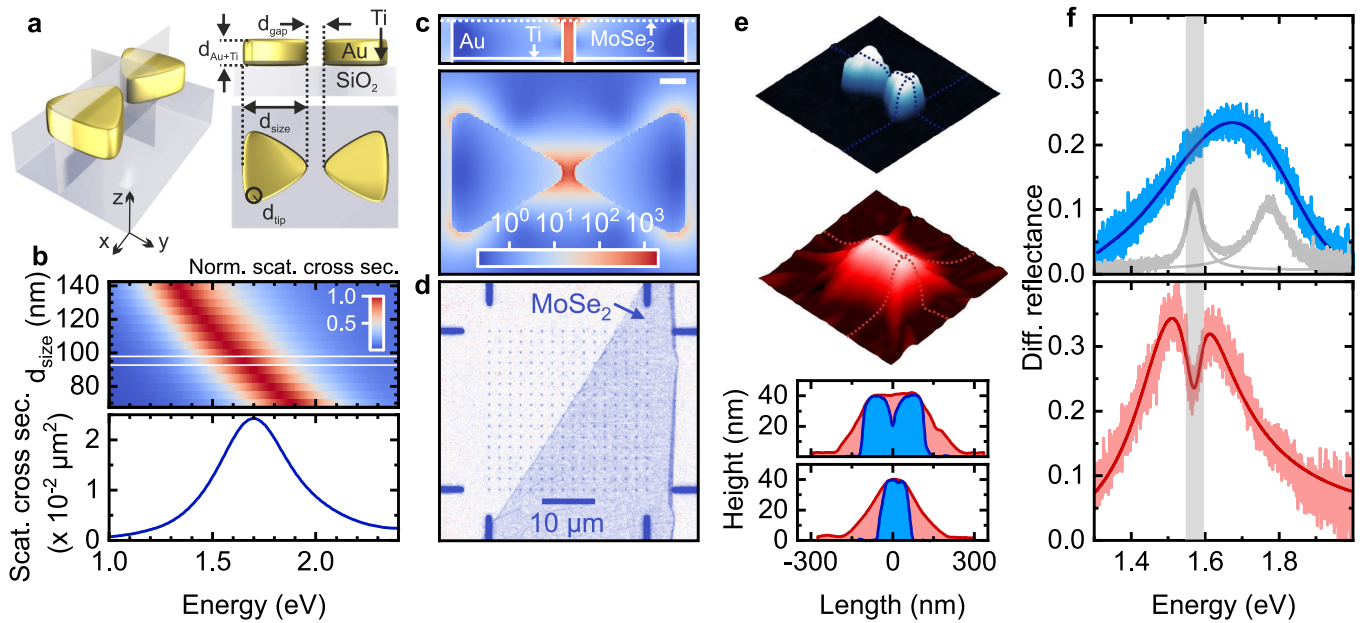 a
d_gap
Ti
d_Au+Ti
Au
SiO₂
d_size
d_tip
z
x
y
b
Norm. scat. cross sec.
d_size (nm)
140
120
100
80
1.0
0.5
Scat. cross sec.
(x 10⁻² µm²)
2
1
0
1.0
1.5
2.0
Energy (eV)
c
Au
Ti
MoSe₂
10⁰ 10¹ 10² 10³
d
MoSe₂
10 µm
e
Height (nm)
40
20
40
20
-300
0
300
Length (nm)
f
Diff. reflectance
0.3
0.2
0.1
0.0
0.3
0.2
0.1
0.0
1.4
1.6
1.8
Energy (eV)